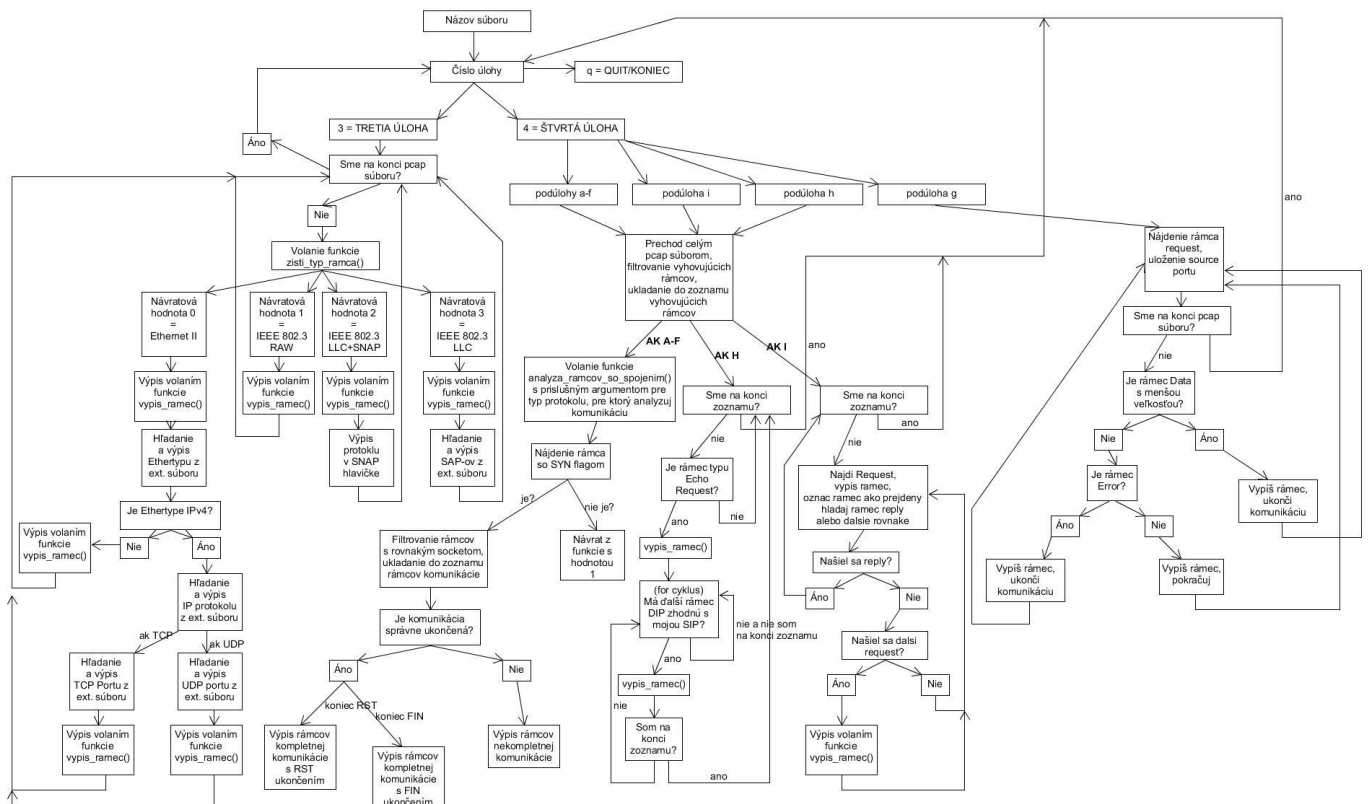 Názov súboru
Číslo úlohy
q = QUIT/KONIEC
3 = TRETIA ÚLOHA
4 = ŠTVRTÁ ÚLOHA
Áno
Sme na konci pcap
súboru?
Nie
Volanie funkcie
zisti_typ_ramca()
Návratová
hodnota 0
=
Ethernet II
Návratová
hodnota 1
=
IEEE 802.3
RAW
Návratová
hodnota 2
=
IEEE 802.3
LLC+SNAP
Návratová
hodnota 3
=
IEEE 802.3
LLC
Výpis volaním
funkcie
vypis_ramec()
Výpis volaním
funkcie
vypis_ramec()
Výpis volaním
funkcie
vypis_ramec()
Výpis volaním
funkcie
vypis_ramec()
Hľadanie
a výpis
Ethertypu z
ext. súboru
Výpis
protoklu
v SNAP
hlavičke
Hľadanie
a výpis
SAP-ov z
ext. súboru
Je Ethertype IPv4?
Výpis volaním
funkcie
vypis_ramec()
Nie
Áno
Hľadanie
a výpis
IP protokolu
z ext. súboru
ak TCP
ak UDP
Hľadanie
a výpis
TCP Portu z
ext. súboru
Hľadanie
a výpis
UDP portu z
ext. súboru
Výpis volaním
funkcie
vypis_ramec()
Výpis volaním
funkcie
vypis_ramec()
podúlohy a-f
podúloha i
podúloha h
podúloha g
Prechod celým
pcap súborom,
filtrovanie vyhovujúcich
rámcov,
ukladanie do zoznamu
vyhovujúcich
rámcov
AK A-F
AK H
AK I
ano
Volanie funkcie
analyza_ramcov_so_spojenim()
s prislušným argumentom pre
typ protokolu, pre ktorý analyzuj
komunikáciu
Nájdenie rámca
so SYN flagom
je?
nie je?
Filtrovanie rámcov
s rovnakým socketom,
ukladanie do zoznamu
rámcov komunikácie
Návrat z
funkcie s
hodnotou
1
Je komunikácia
správne ukončená?
Áno
Nie
koniec RST
koniec FIN
Výpis rámcov
kompletnej
komunikácie
s RST
ukončením
Výpis rámcov
kompletnej
komunikácie
s FIN
ukončením
Výpis rámcov
nekompletnej
komunikácie
Sme na konci
zoznamu?
nie
Je rámec typu
Echo
Request?
ano
nie
vypis_ramec()
(for cyklus)
Má ďalší rámec
DIP zhodnú s
mojou SIP?
nie a nie som
na konci zoznamu
ano
vypis_ramec()
nie
Som na
konci
zoznamu?
ano
Sme na konci
zoznamu?
ano
nie
Najdi Request,
vypis ramec,
oznac ramec ako prejdeny
hladaj ramec reply
alebo dalsie rovnake
Našiel sa reply?
Áno
Nie
Našiel sa dalsi
request?
Áno
Nie
Výpis volaním
funkcie
vypis_ramec()
ano
Nájdenie rámca
request,
uloženie source
portu
Sme na konci pcap
súboru?
nie
Je rámec Data
s menšou
veľkosťou?
Nie
Áno
Je rámec
Error?
Vypíš rámec,
ukonči
komunikáciu
Áno
Nie
Vypíš rámec,
ukonči
komunikáciu
Vypíš rámec,
pokračuj